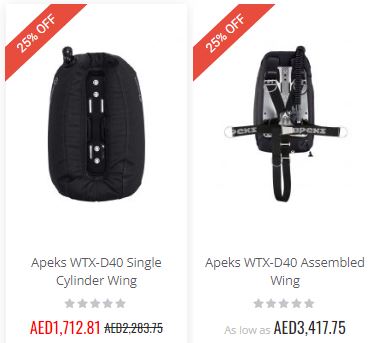 25% OFF
25% OFF
apeks
Apeks WTX-D40 Single
Cylinder Wing
AED1,712.81 AED2,283.75
Apeks WTX-D40 Assembled
Wing
As low as AED3,417.75